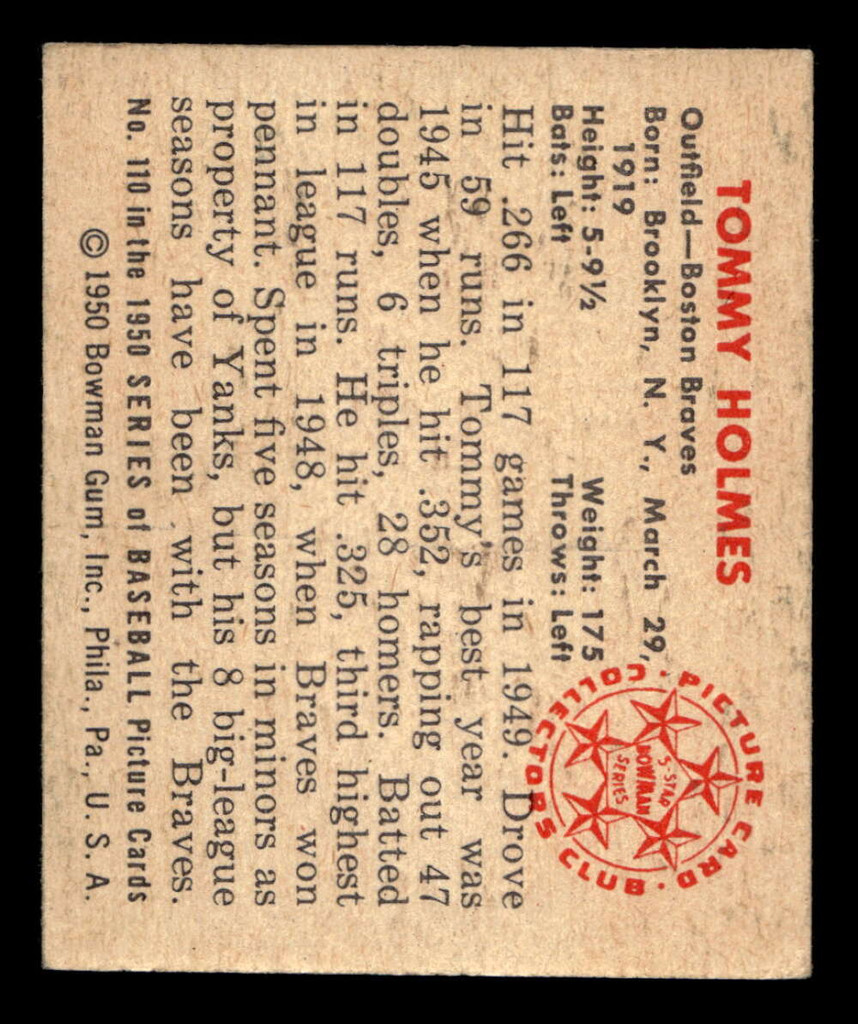 TOMMY HOLMES
Outfield—Boston Braves
Born: Brooklyn, N. Y., March 29,
1919
Height: 5-9½ Weight: 175
Bats: Left Throws: Left
Hit .266 in 117 games in 1949. Drove
in 59 runs. Tommy's best year was
1945 when he hit .352, rapping out 47
doubles, 6 triples, 28 homers. Batted
in 117 runs. He hit .325, third highest
in league in 1948, when Braves won
pennant. Spent five seasons in minors as
property of Yanks, but his 8 big-league
seasons have been with the Braves.
No. 110 in the 1950 SERIES of BASEBALL Picture Cards
© 1950 Bowman Gum, Inc., Phila., Pa., U. S. A.
· PICTURE CARD · COLLECTORS CLUB
5-STAR
BOWMAN
SERIES